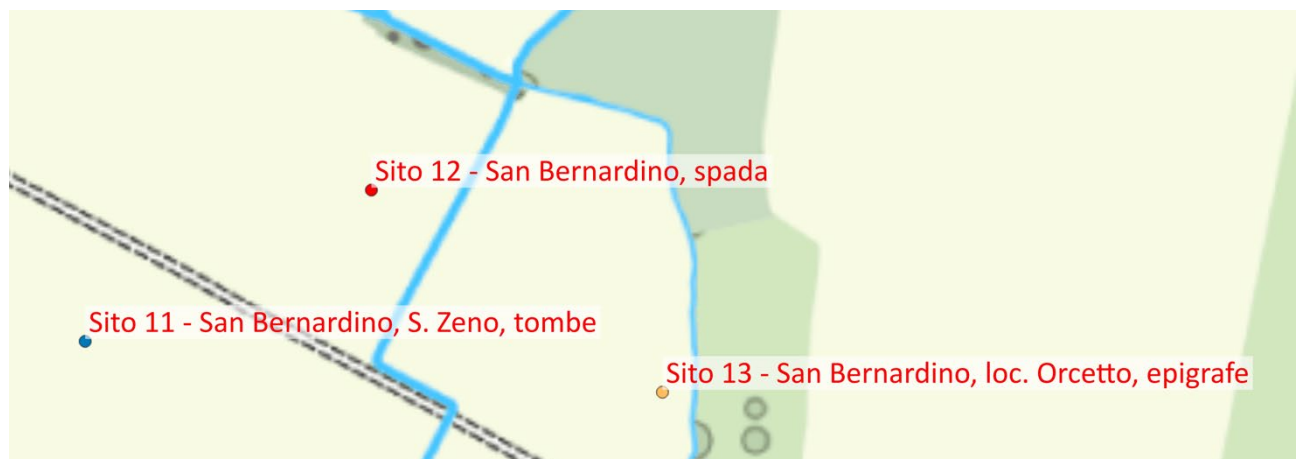 Sito 12 - San Bernardino, spada
Sito 11 - San Bernardino, S. Zeno, tombe
Sito 13 - San Bernardino, loc. Orcetto, epigrafe